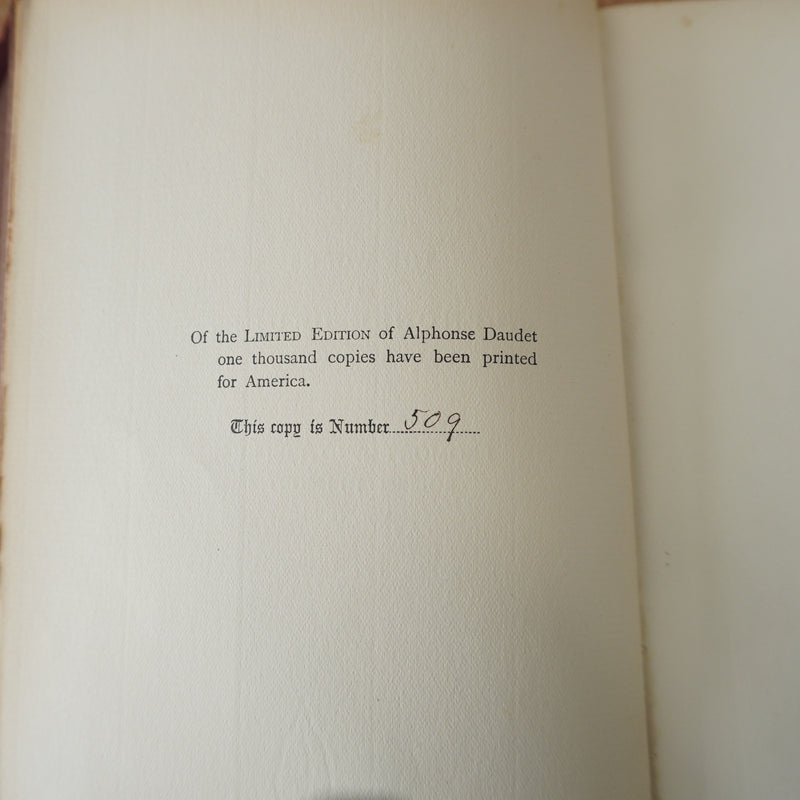 Of the LIMITED EDITION of Alphonse Daudet
one thousand copies have been printed
for America.
This copy is Number....509....